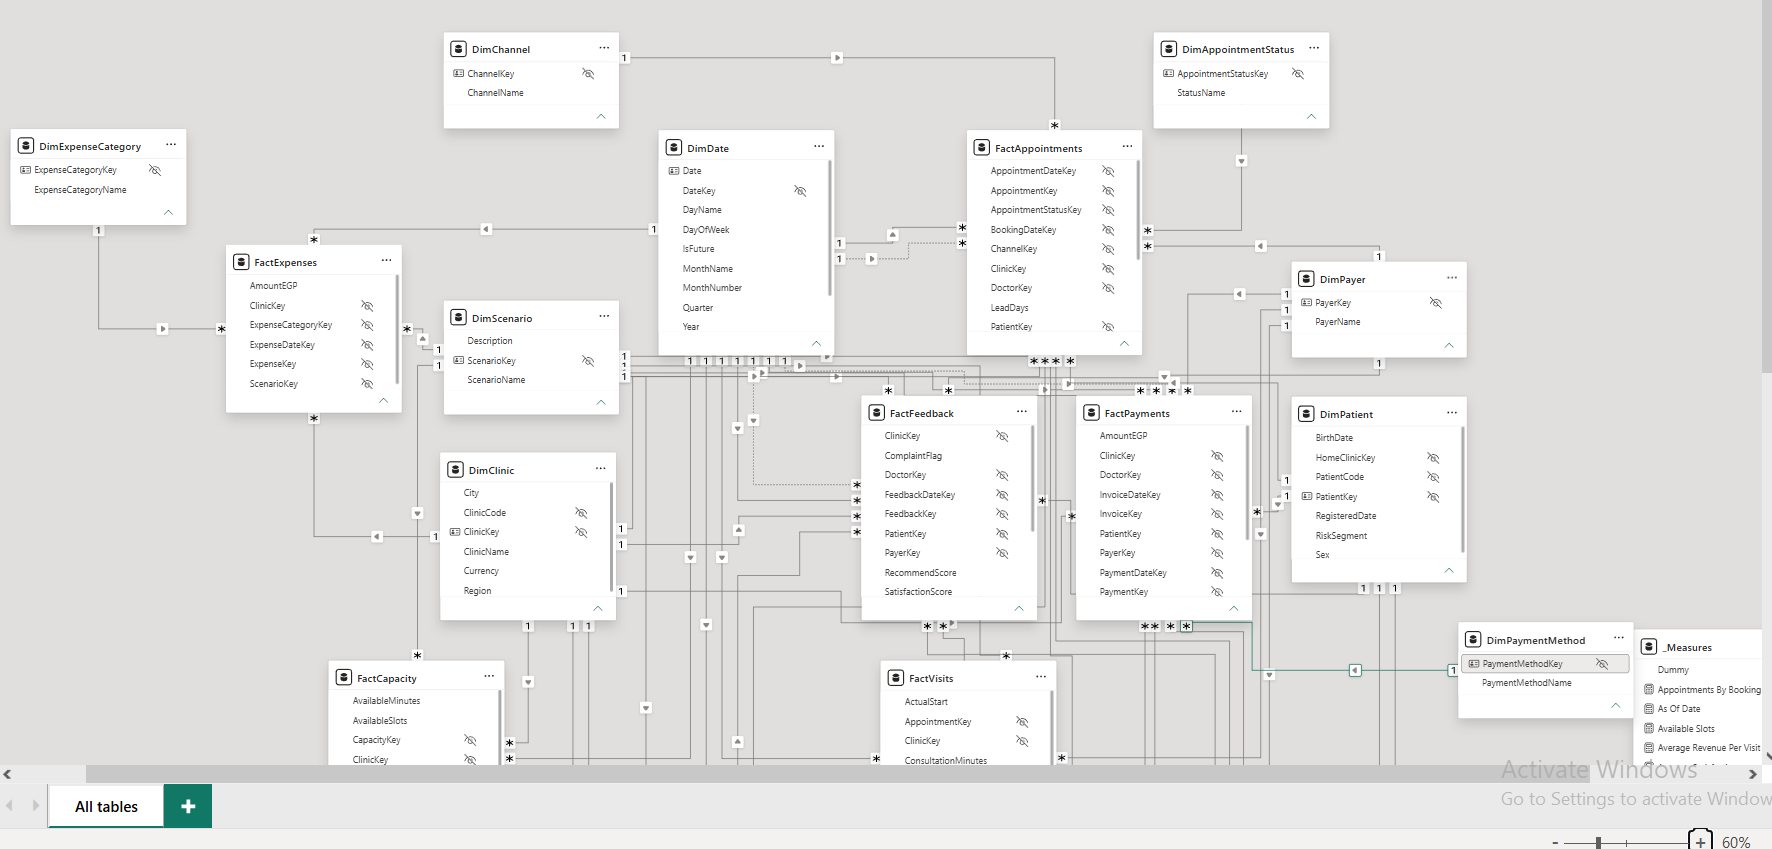 DimChannel
ChannelKey
ChannelName
DimAppointmentStatus
AppointmentStatusKey
StatusName
DimExpenseCategory
ExpenseCategoryKey
ExpenseCategoryName
DimDate
Date
DateKey
DayName
DayOfWeek
IsFuture
MonthName
MonthNumber
Quarter
Year
FactAppointments
AppointmentDateKey
AppointmentKey
AppointmentStatusKey
BookingDateKey
ChannelKey
ClinicKey
DoctorKey
LeadDays
PatientKey
FactExpenses
AmountEGP
ClinicKey
ExpenseCategoryKey
ExpenseDateKey
ExpenseKey
ScenarioKey
DimScenario
Description
ScenarioKey
ScenarioName
DimPayer
PayerKey
PayerName
FactFeedback
ClinicKey
ComplaintFlag
DoctorKey
FeedbackDateKey
FeedbackKey
PatientKey
PayerKey
RecommendScore
SatisfactionScore
FactPayments
AmountEGP
ClinicKey
DoctorKey
InvoiceDateKey
InvoiceKey
PatientKey
PayerKey
PaymentDateKey
PaymentKey
DimPatient
BirthDate
HomeClinicKey
PatientCode
PatientKey
RegisteredDate
RiskSegment
Sex
DimClinic
City
ClinicCode
ClinicKey
ClinicName
Currency
Region
FactCapacity
AvailableMinutes
AvailableSlots
CapacityKey
ClinicKey
FactVisits
ActualStart
AppointmentKey
ClinicKey
ConsultationMinutes
DimPaymentMethod
PaymentMethodKey
PaymentMethodName
_Measures
Dummy
Appointments By Booking
As Of Date
Available Slots
Average Revenue Per Visit
Activate Windows
Go to Settings to activate Window
All tables
60%